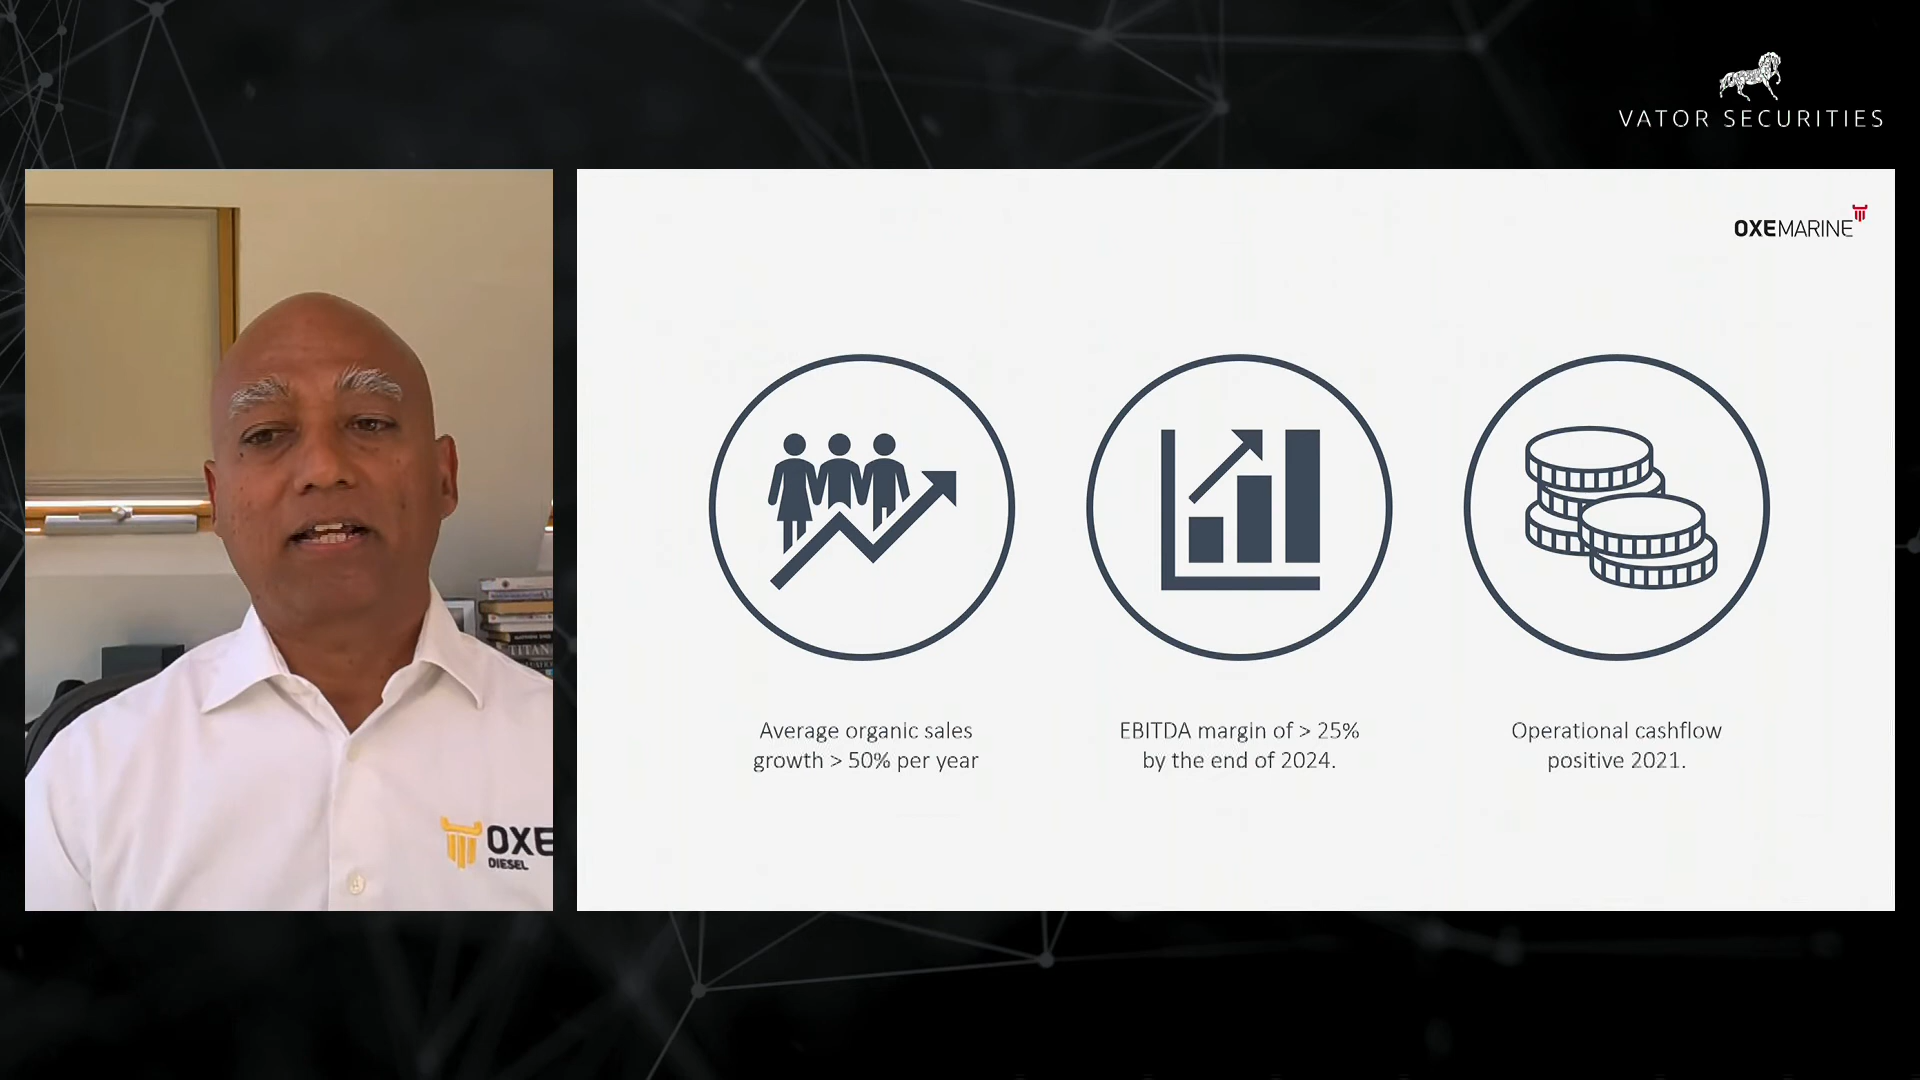 VATOR SECURITIES
OXEMARINE
Average organic sales
growth > 50% per year
EBITDA margin of > 25%
by the end of 2024.
Operational cashflow
positive 2021.
TITAN
OXE
DIESEL